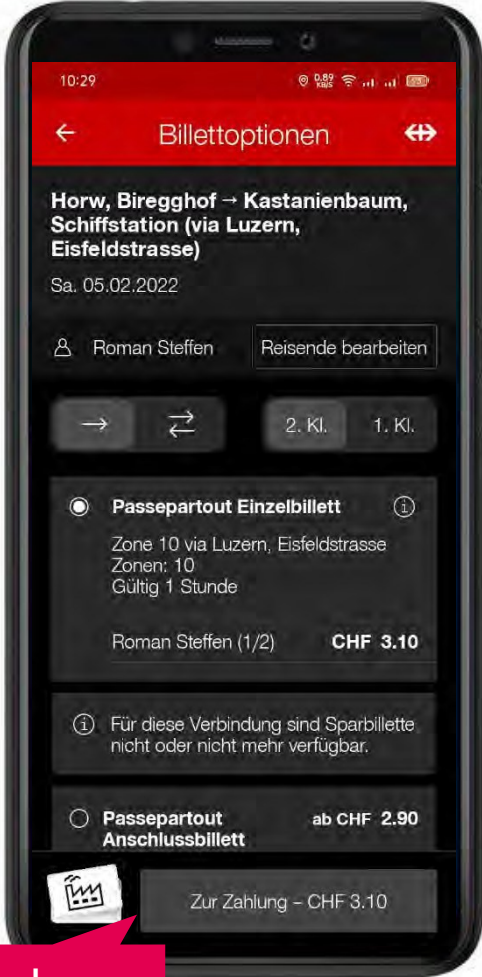 10:29
0.89 KB/S
← Billettoptionen
Horw, Biregghof → Kastanienbaum,
Schiffstation (via Luzern,
Eisfeldstrasse)
Sa. 05.02.2022
Roman Steffen Reisende bearbeiten
→ ⇄ 2. Kl. 1. Kl.
Passepartout Einzelbillett
Zone 10 via Luzern, Eisfeldstrasse
Zonen: 10
Gültig 1 Stunde
Roman Steffen (1/2) CHF 3.10
Für diese Verbindung sind Sparbillette
nicht oder nicht mehr verfügbar.
Passepartout ab CHF 2.90
Anschlussbillett
Zur Zahlung – CHF 3.10